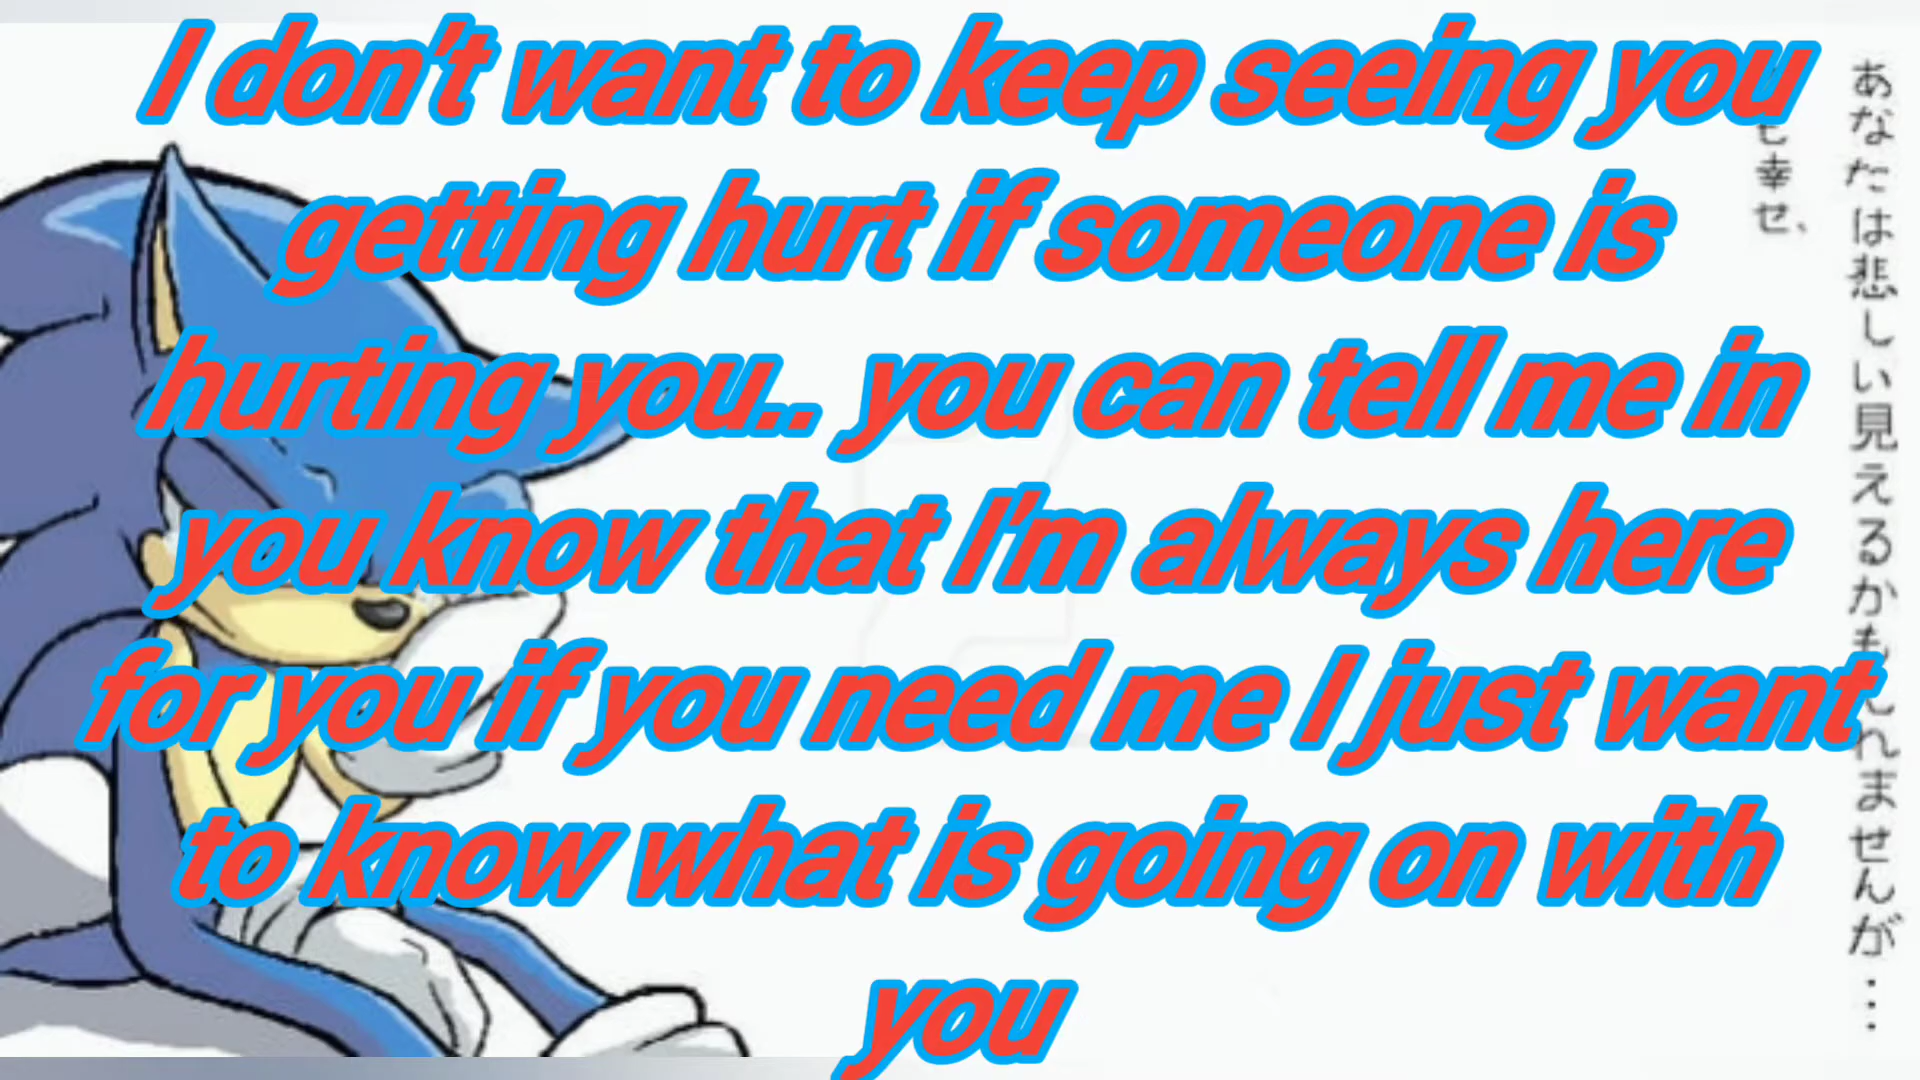 I don't want to keep seeing you
getting hurt if someone is
hurting you.. you can tell me in
you know that I'm always here
for you if you need me I just want
to know what is going on with
you
あなたは悲しい見えるかもしれませんが...
幸せ、